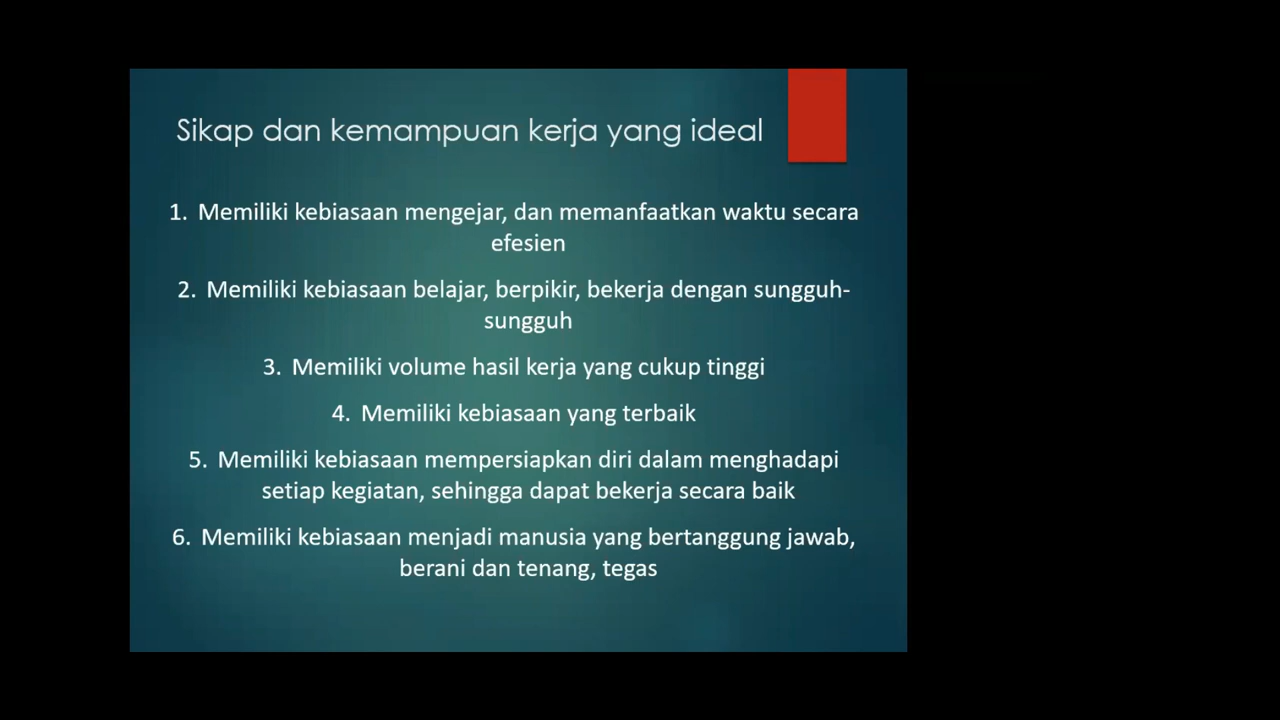 Sikap dan kemampuan kerja yang ideal
1. Memiliki kebiasaan mengejar, dan memanfaatkan waktu secara
efesien
2. Memiliki kebiasaan belajar, berpikir, bekerja dengan sungguh-
sungguh
3. Memiliki volume hasil kerja yang cukup tinggi
4. Memiliki kebiasaan yang terbaik
5. Memiliki kebiasaan mempersiapkan diri dalam menghadapi
setiap kegiatan, sehingga dapat bekerja secara baik
6. Memiliki kebiasaan menjadi manusia yang bertanggung jawab,
berani dan tenang, tegas